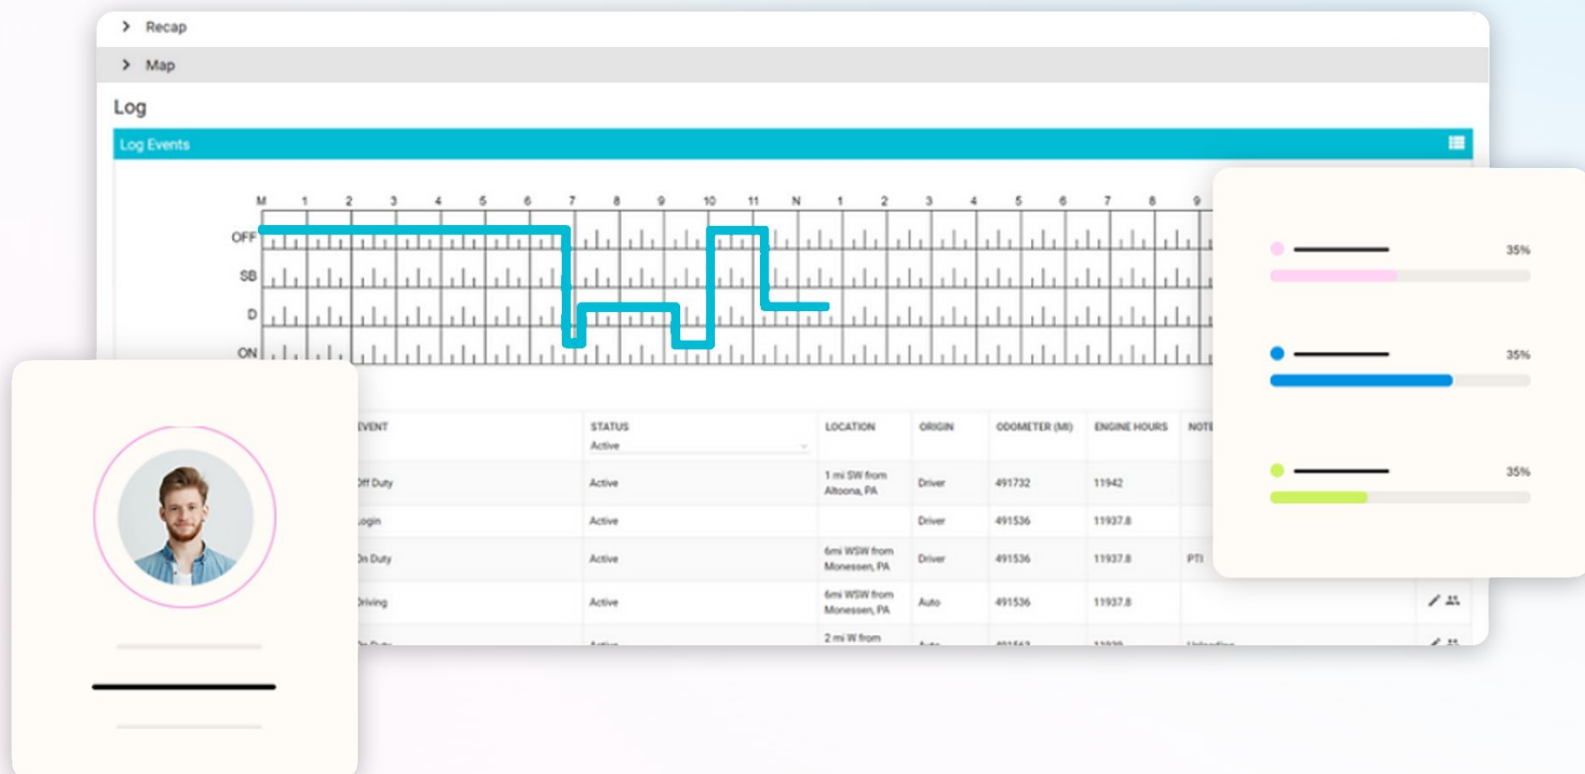 Recap
Map
Log
Log Events
M 1 2 3 4 5 6 7 8 9 10 11 N 1 2 3 4 5 6 7 8 9
OFF
SB
D
ON
35%
35%
35%
EVENT STATUS LOCATION ORIGIN ODOMETER (MI) ENGINE HOURS NOTE
Active
Off Duty Active 1 mi SW from Altoona, PA Driver 491732 11942
Login Active Driver 491536 11937.8
On Duty Active 6mi WSW from Monessen, PA Driver 491536 11937.8 PTI
Driving Active 6mi WSW from Monessen, PA Auto 491536 11937.8
2 mi W from